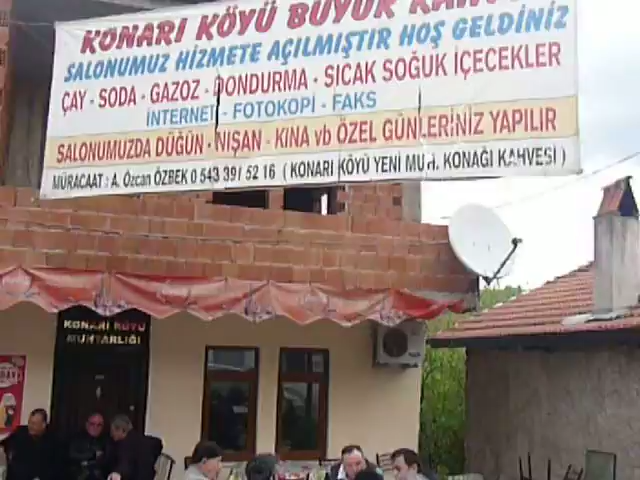 KONARI KÖYÜ BÜYÜK
SALONUMUZ HİZMETE AÇILMIŞTIR HOŞ GELDİNİZ
ÇAY - SODA - GAZOZ - DONDURMA - SICAK SOĞUK İÇECEKLER
İNTERNET - FOTOKOPİ - FAKS
SALONUMUZDA DÜĞÜN - NİŞAN - KINA vb ÖZEL GÜNLERİNİZ YAPILIR
MÜRACAAT : A. Özcan ÖZBEK 0 543 391 52 16 ( KONARI KÖYÜ YENİ MUH. KONAĞI KAHVESİ )
KONARI KÖYÜ
MUHTARLIĞI